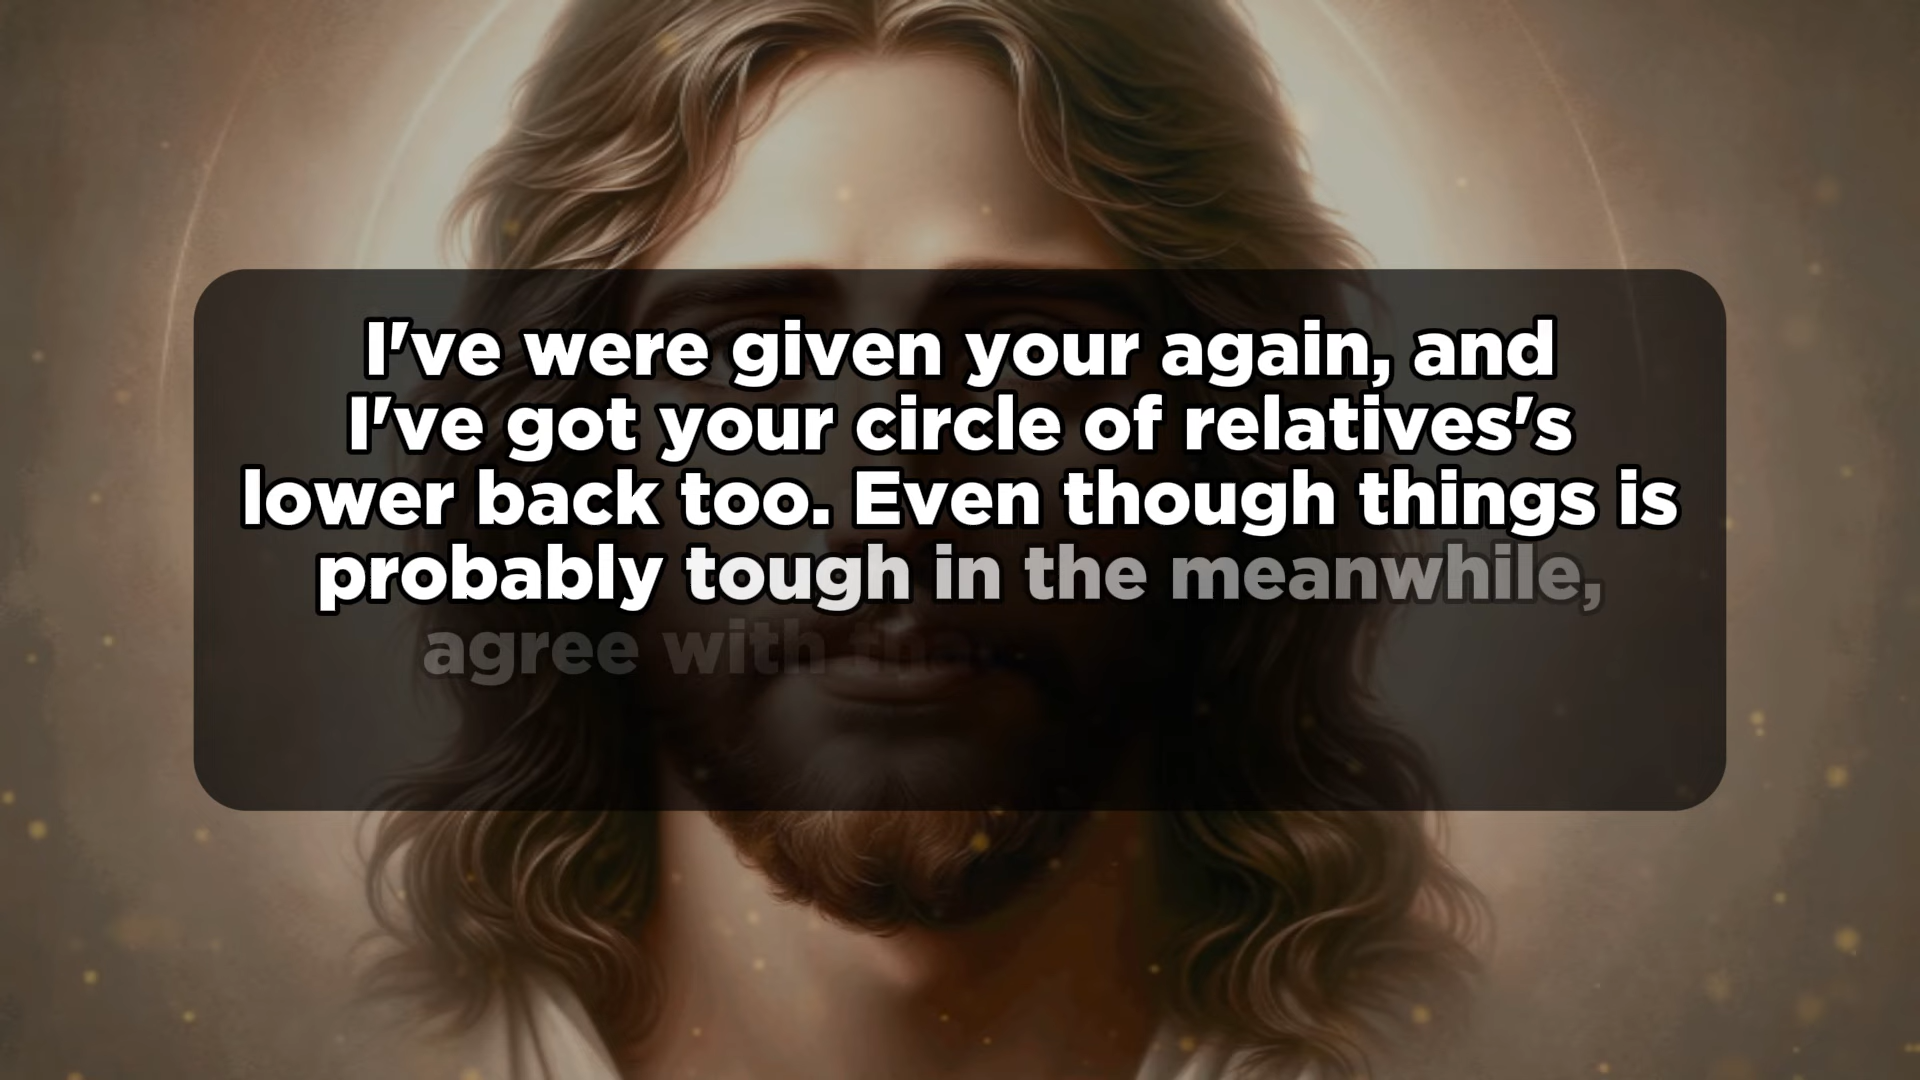 I've were given your again, and
I've got your circle of relatives's
lower back too. Even though things is
probably tough in the meanwhile,
agree with